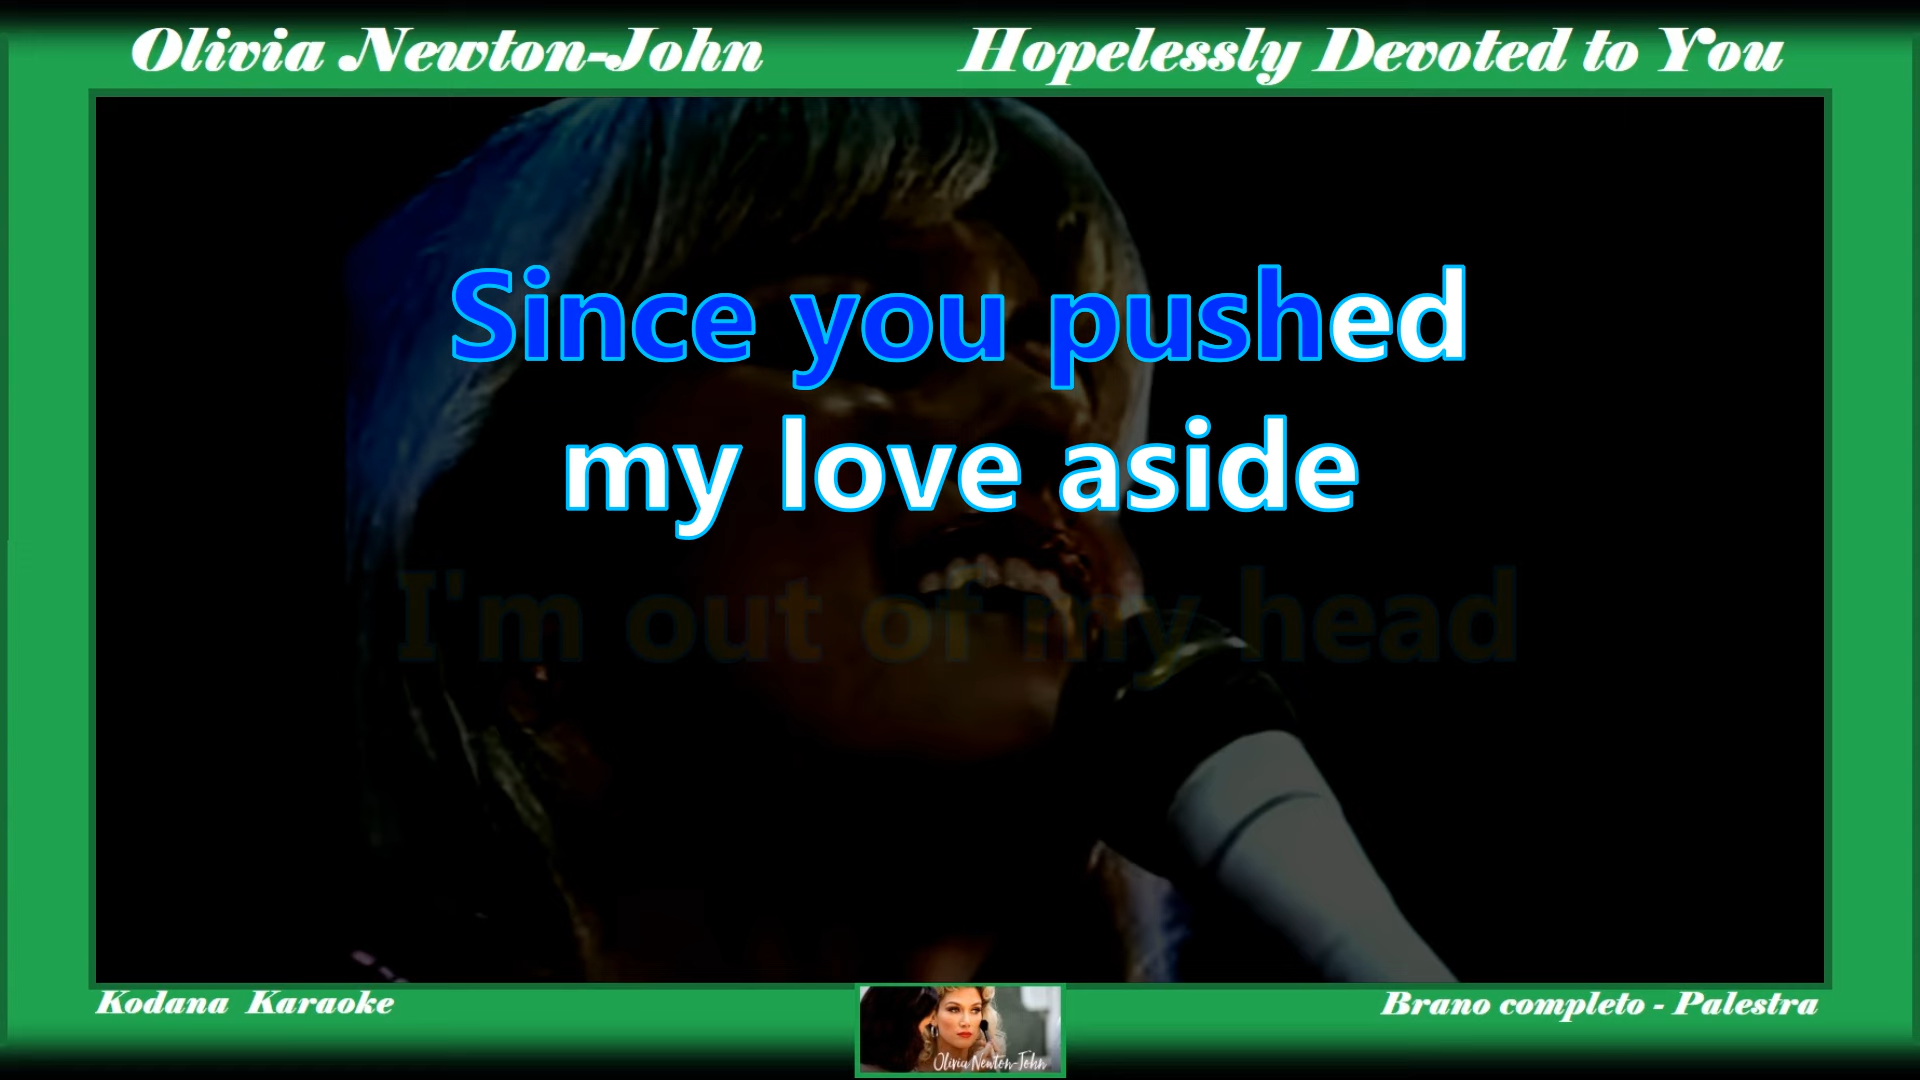 Olivia Newton-John
Hopelessly Devoted to You
Since you pushed
my love aside
I'm out of my head
Kodana Karaoke
Brano completo - Palestra
Olivia Newton-John